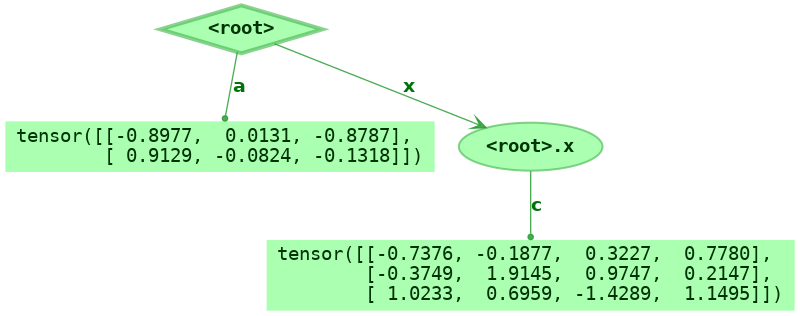 <root>
a
x
tensor([[-0.8977,  0.0131, -0.8787],
        [ 0.9129, -0.0824, -0.1318]])
<root>.x
c
tensor([[-0.7376, -0.1877,  0.3227,  0.7780],
        [-0.3749,  1.9145,  0.9747,  0.2147],
        [ 1.0233,  0.6959, -1.4289,  1.1495]])